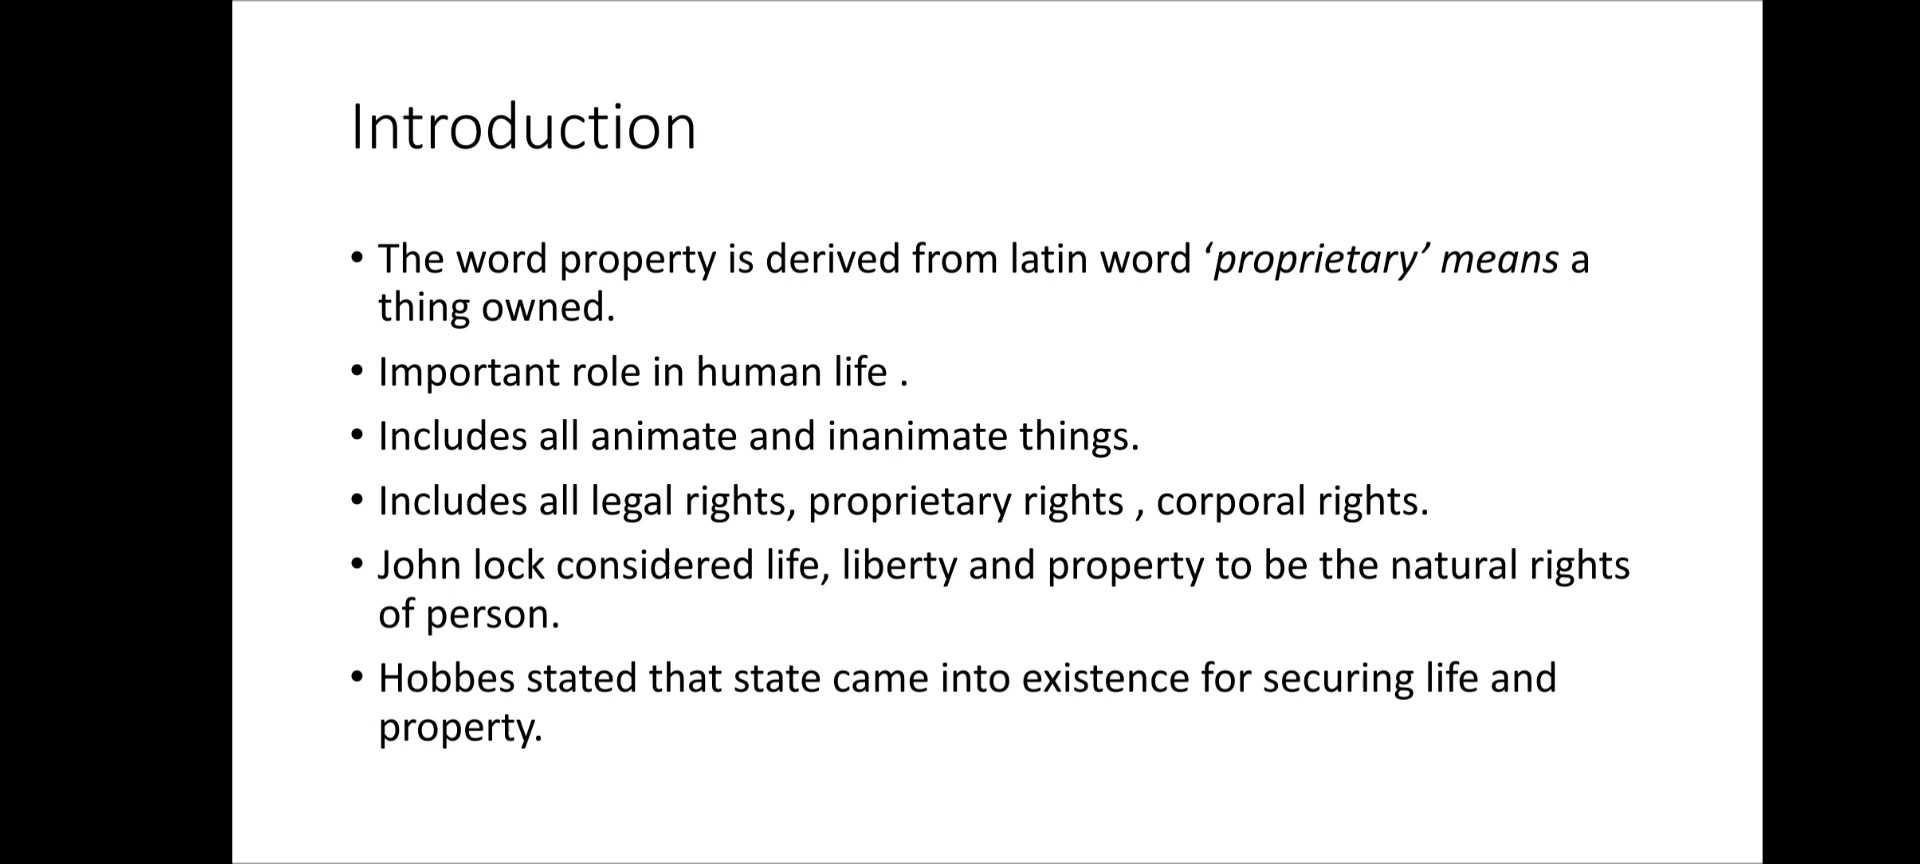 Introduction
• The word property is derived from latin word ‘proprietary’ means a
thing owned.
• Important role in human life .
• Includes all animate and inanimate things.
• Includes all legal rights, proprietary rights , corporal rights.
• John lock considered life, liberty and property to be the natural rights
of person.
• Hobbes stated that state came into existence for securing life and
property.